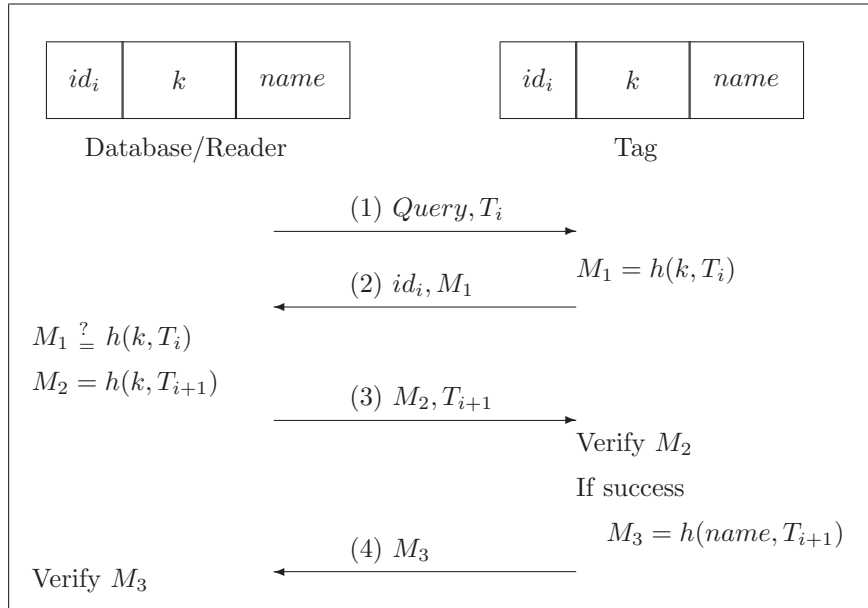 id_i k name id_i k name
Database/Reader Tag
(1) Query, T_i
M_1 = h(k, T_i)
(2) id_i, M_1
M_1 ?= h(k, T_i)
M_2 = h(k, T_{i+1})
(3) M_2, T_{i+1}
Verify M_2
If success
M_3 = h(name, T_{i+1})
(4) M_3
Verify M_3